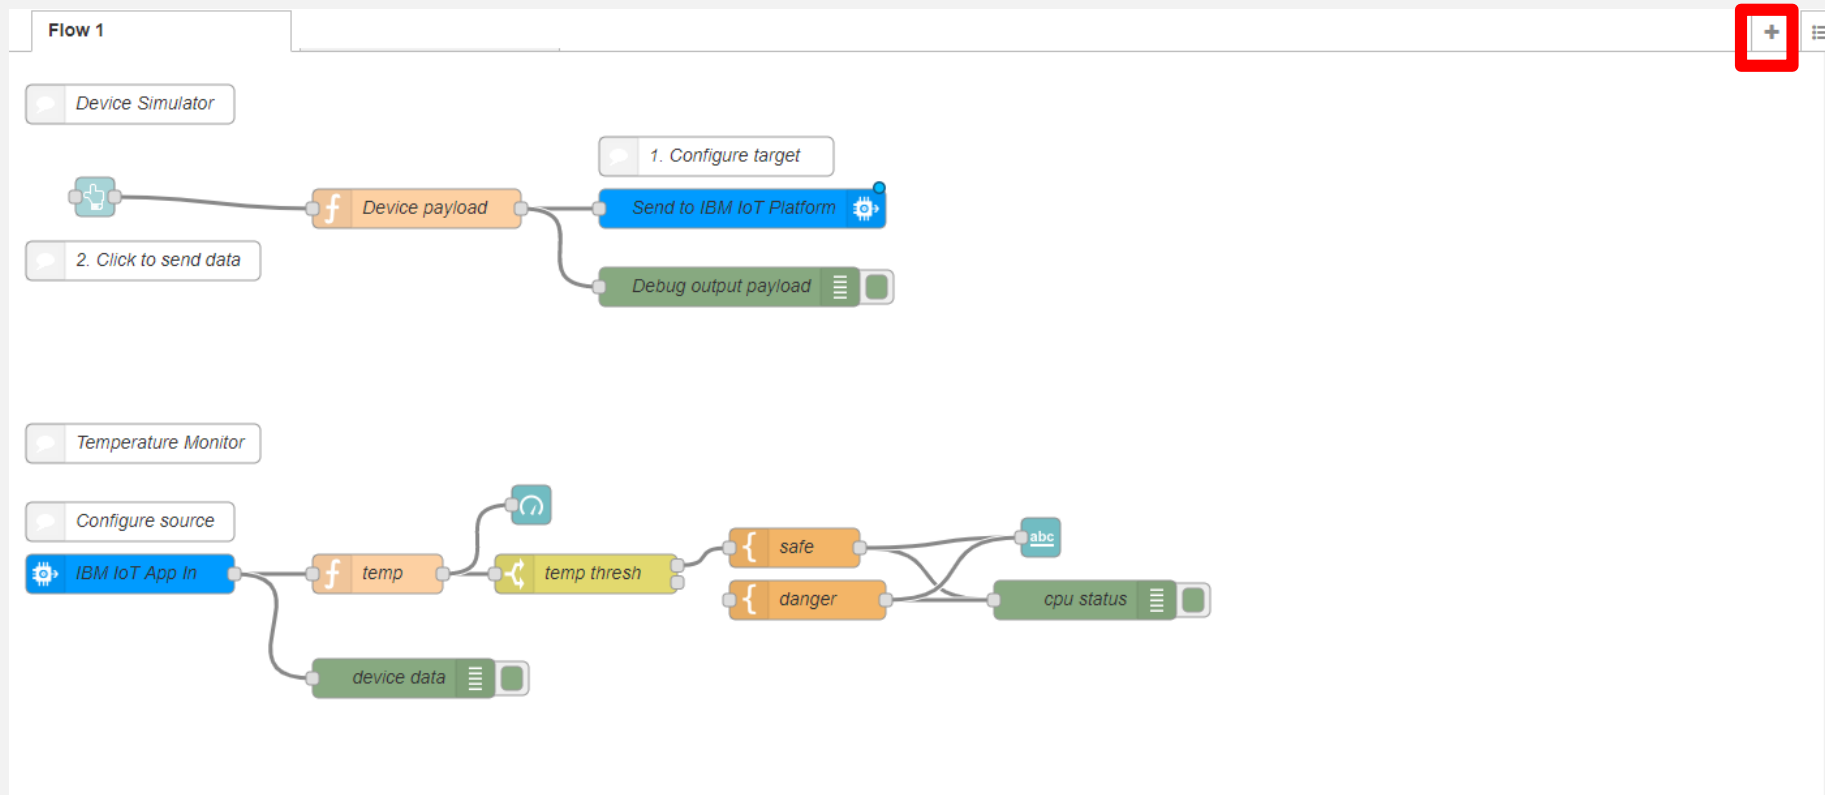 Flow 1
Device Simulator
1. Configure target
Device payload
Send to IBM IoT Platform
2. Click to send data
Debug output payload
Temperature Monitor
Configure source
IBM IoT App In
temp
temp thresh
safe
abc
danger
cpu status
device data